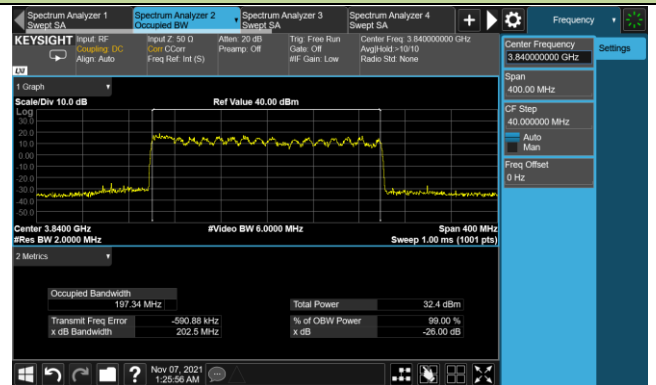 Spectrum Analyzer 1
Swept SA
Spectrum Analyzer 2
Occupied BW
Spectrum Analyzer 3
Swept SA
Spectrum Analyzer 4
Swept SA
+
Frequency
KEYSIGHT
Input: RF
Coupling: DC
Align: Auto
Input Z: 50 Ω
Corr CCorr
Freq Ref: Int (S)
Atten: 20 dB
Preamp: Off
Trig: Free Run
Gate: Off
#IF Gain: Low
Center Freq: 3.840000000 GHz
Avg|Hold:>10/10
Radio Std: None
Center Frequency
3.840000000 GHz
Settings
Span
400.00 MHz
CF Step
40.000000 MHz
Auto
Man
Freq Offset
0 Hz
1 Graph
Scale/Div 10.0 dB
Ref Value 40.00 dBm
Log
30.0
20.0
10.0
0.00
-10.0
-20.0
-30.0
-40.0
-50.0
Center 3.8400 GHz
#Video BW 6.0000 MHz
Span 400 MHz
#Res BW 2.0000 MHz
Sweep 1.00 ms (1001 pts)
2 Metrics
Occupied Bandwidth
197.34 MHz
Total Power
32.4 dBm
Transmit Freq Error
-590.88 kHz
% of OBW Power
99.00 %
x dB Bandwidth
202.5 MHz
x dB
-26.00 dB
?
Nov 07, 2021
1:25:56 AM